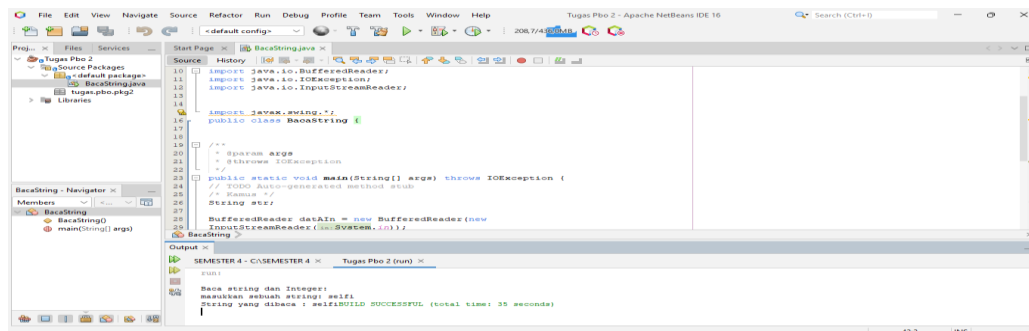 File Edit View Navigate Source Refactor Run Debug Profile Team Tools Window Help Tugas Pbo 2 - Apache NetBeans IDE 16 Search (Ctrl+I)
<default config> 208,7/436,0MB
Proj... Files Services
Start Page BacaString.java
Tugas Pbo 2
Source Packages
<default package>
BacaString.java
tugas.pbo.pkg2
Libraries
Source History
10 import java.io.BufferedReader;
11 import java.io.IOException;
12 import java.io.InputStreamReader;
13
14
import javax.swing.*;
16 public class BacaString {
17
18
19 /**
20 * @param args
21 * @throws IOException
22 */
23 public static void main(String[] args) throws IOException {
24 // TODO Auto-generated method stub
25 /* Kamus */
26 String str;
27
28 BufferedReader datAIn = new BufferedReader(new
29 InputStreamReader( in: System.in));
BacaString
BacaString - Navigator
Members
BacaString
BacaString()
main(String[] args)
Output
SEMESTER 4 - C:\SEMESTER 4 Tugas Pbo 2 (run)
run:
Baca string dan Integer:
masukkan sebuah string: selfi
String yang dibaca : selfiBUILD SUCCESSFUL (total time: 35 seconds)